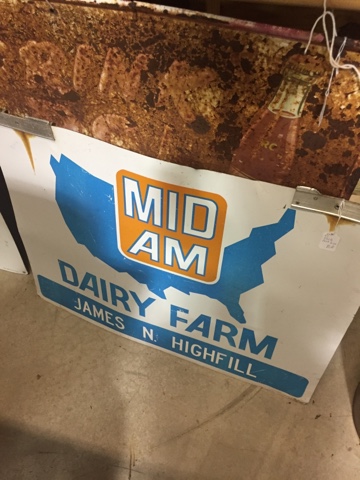 MID
AM
DAIRY FARM
JAMES N. HIGHFILL